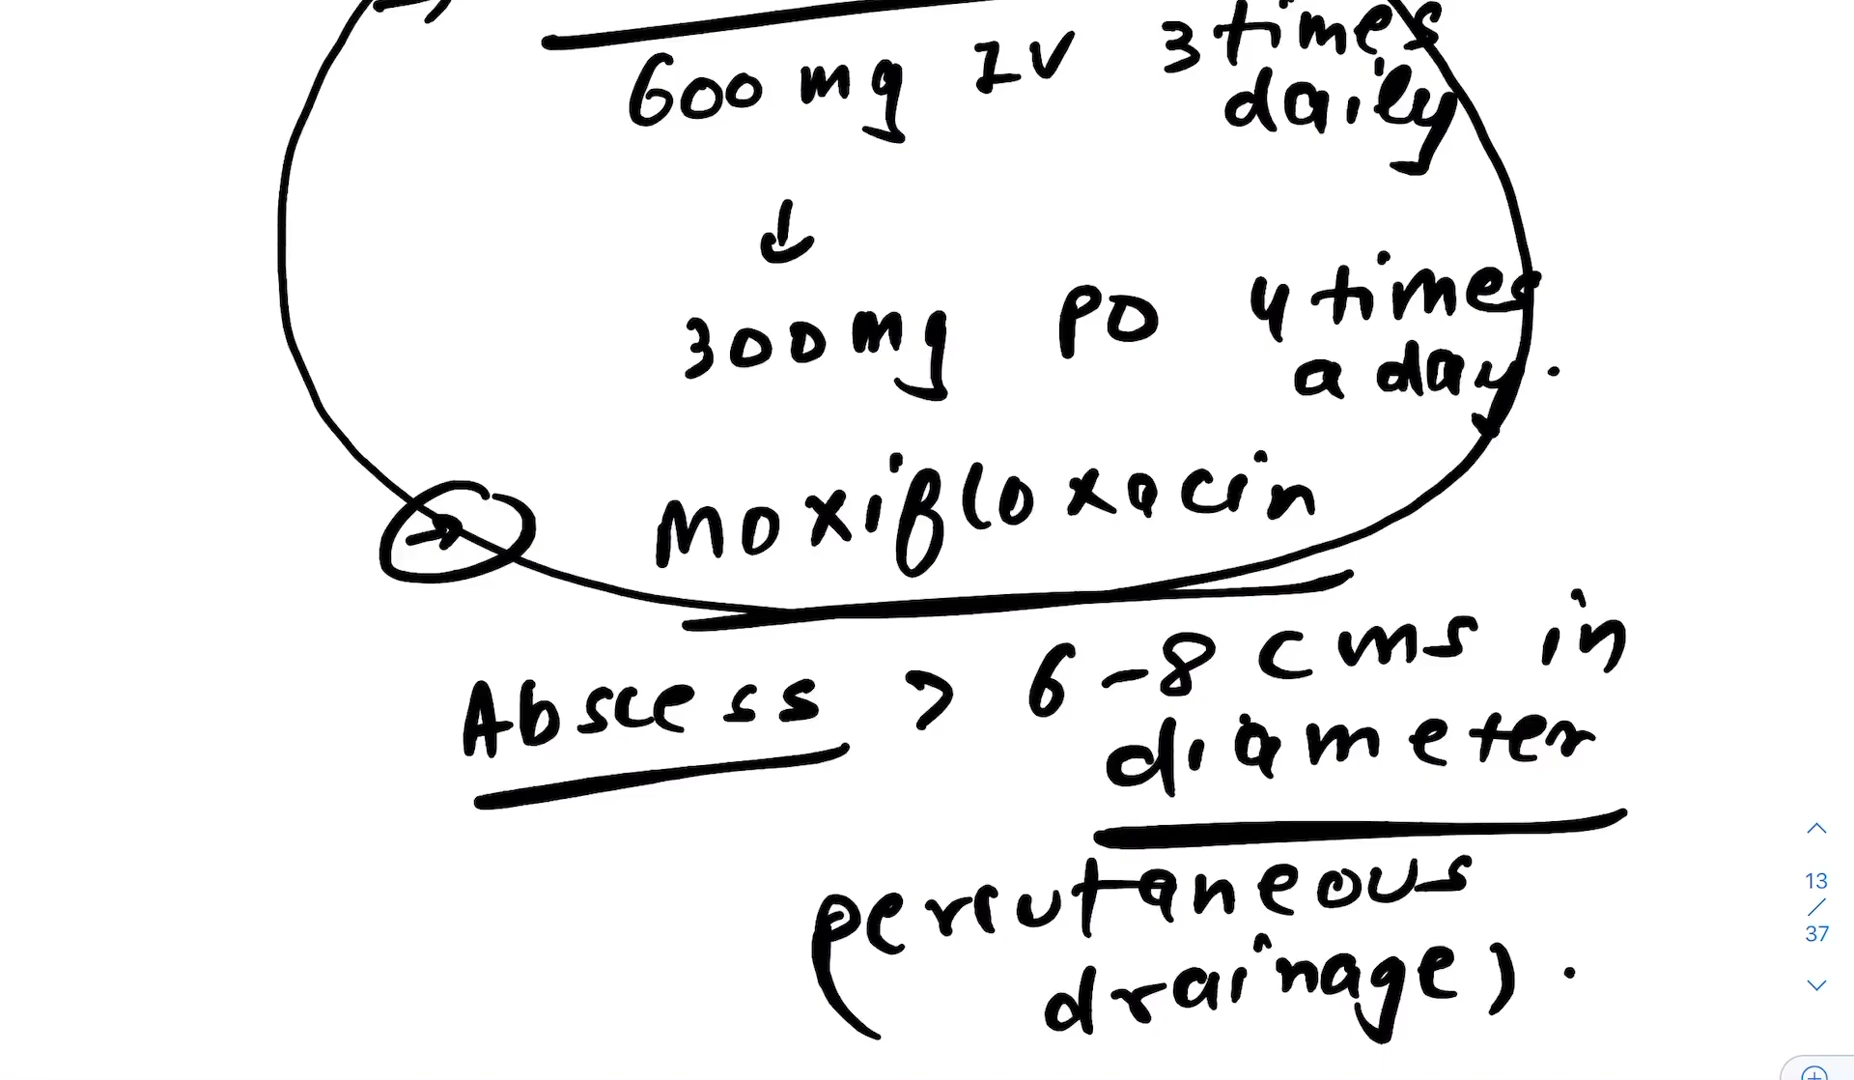 600 mg IV 3 times
daily
↓
300 mg PO 4 times
a day.
→ Moxifloxacin
Abscess > 6-8 cms in
diameter
(percutaneous
drainage).
13
/
37